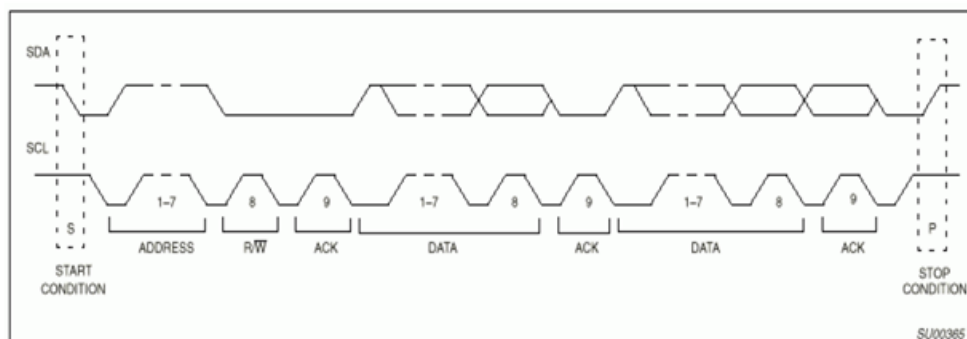 SDA
SCL
1–7 8 9 1–7 8 9 1–7 8 9
S P
ADDRESS R/W̅ ACK DATA ACK DATA ACK
START CONDITION
STOP CONDITION
SU00365